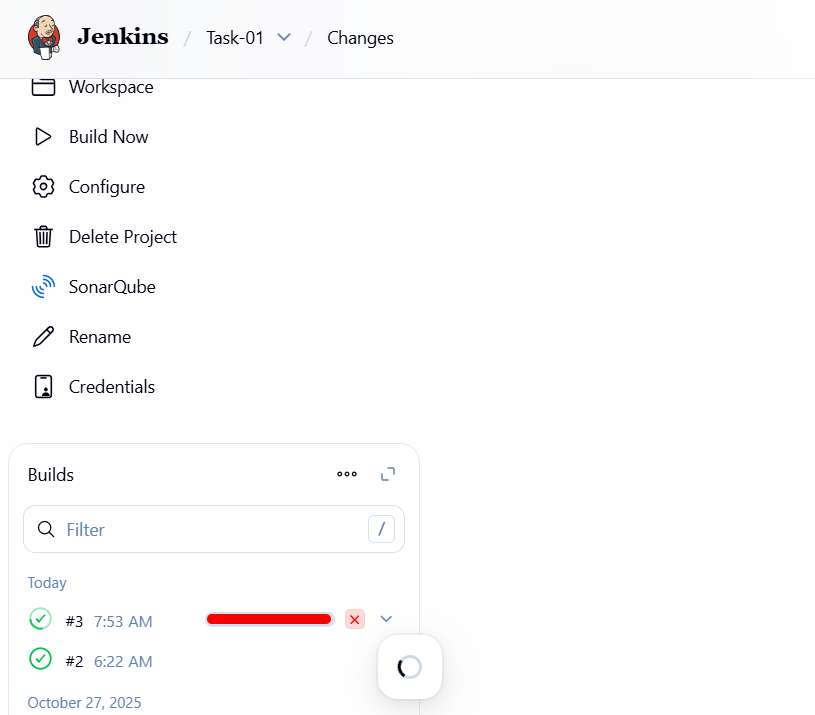 Jenkins / Task-01 / Changes
Workspace
Build Now
Configure
Delete Project
SonarQube
Rename
Credentials
Builds
Filter /
Today
#3 7:53 AM
#2 6:22 AM
October 27, 2025